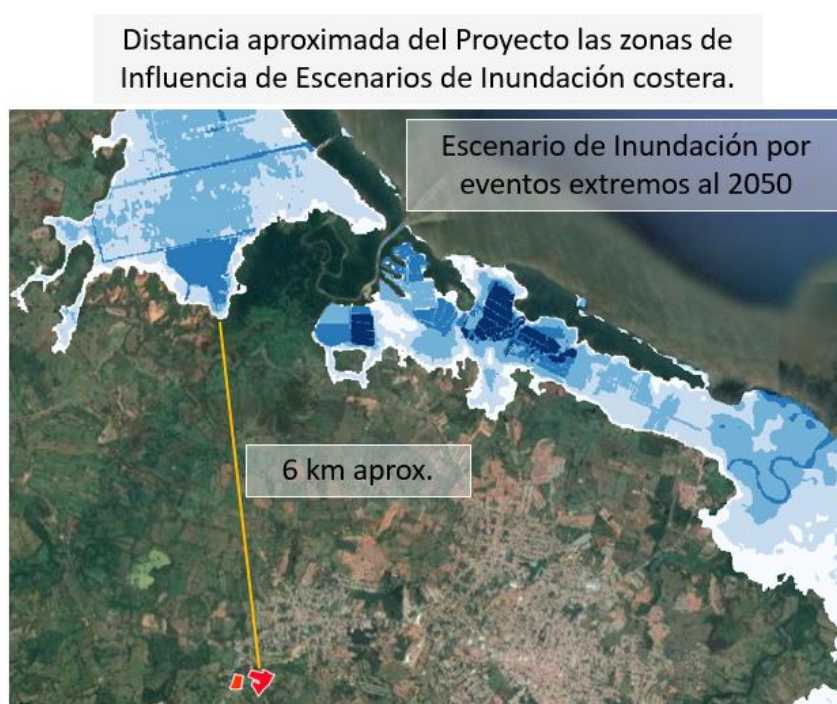 Distancia aproximada del Proyecto las zonas de
Influencia de Escenarios de Inundación costera.
Escenario de Inundación por
eventos extremos al 2050
6 km aprox.